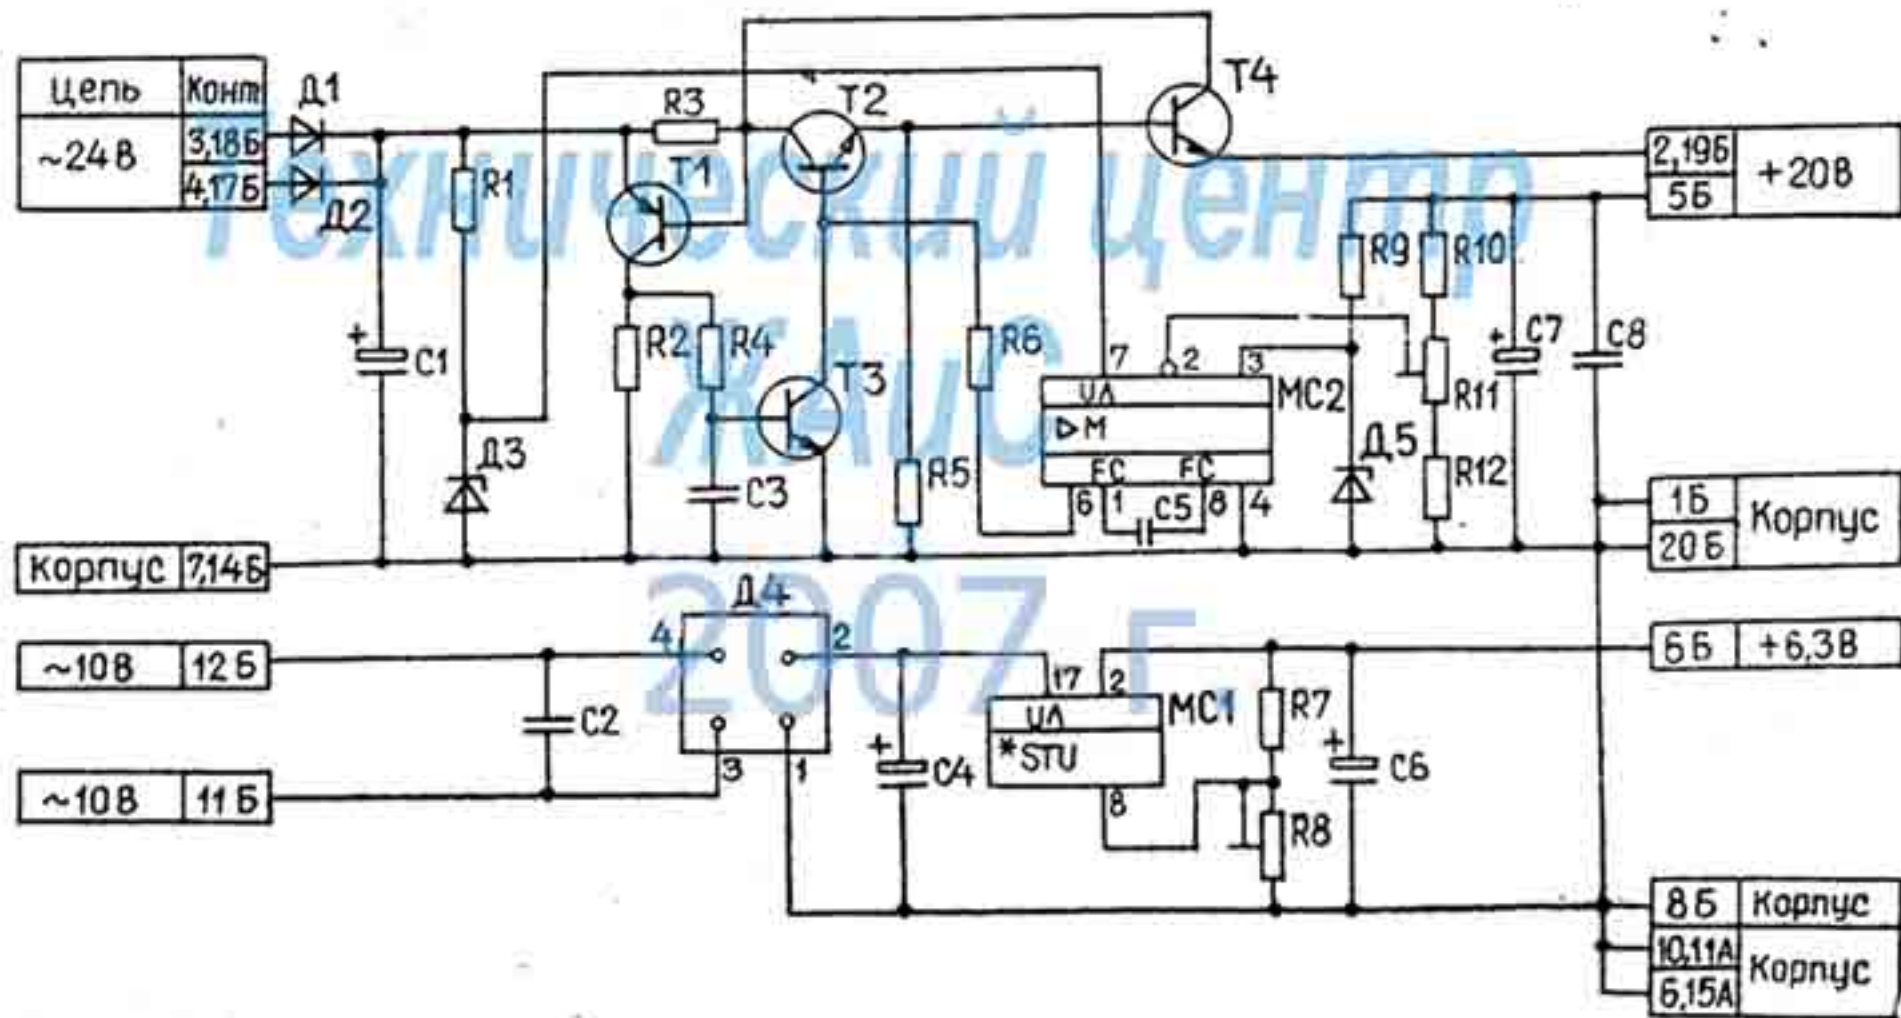 Цепь Конт
~24В 3,18Б
4,17Б
Д1
Д2
R1
C1
Д3
R3
T1
T2
T4
R2
R4
T3
C3
R5
R6
7 2 3
UΛ
▷M
FC FC
6 1 C5 8 4
MC2
R9
R10
R11
R12
Д5
C7
C8
2,19Б +20В
5Б
1Б Корпус
20Б
Корпус 7,14Б
~10В 12Б
~10В 11Б
C2
Д4
4 2
3 1
C4
17 2
UΛ
*STU
8
MC1
R7
R8
C6
6Б +6,3В
8Б Корпус
10,11А Корпус
6,15А
Технический центр
ЖАиС
2007 г.